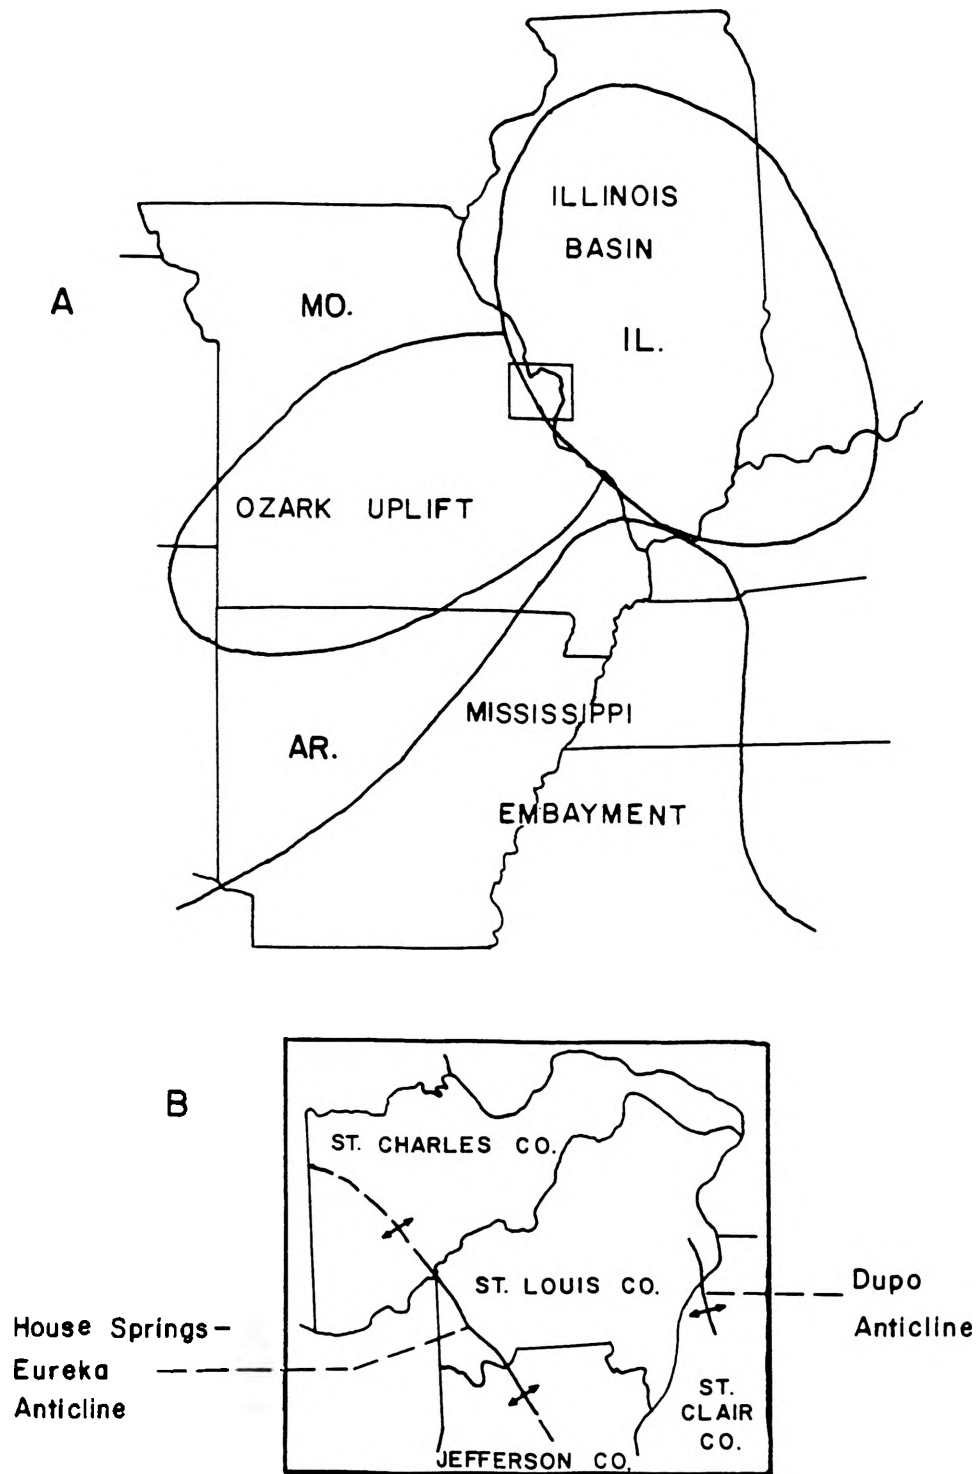 ILLINOIS
BASIN
A
MO.
IL.
OZARK UPLIFT
MISSISSIPPI
AR.
EMBAYMENT
B
ST. CHARLES CO.
ST. LOUIS CO.
Dupo
Anticline
House Springs-
Eureka
Anticline
ST.
CLAIR
CO.
JEFFERSON CO.